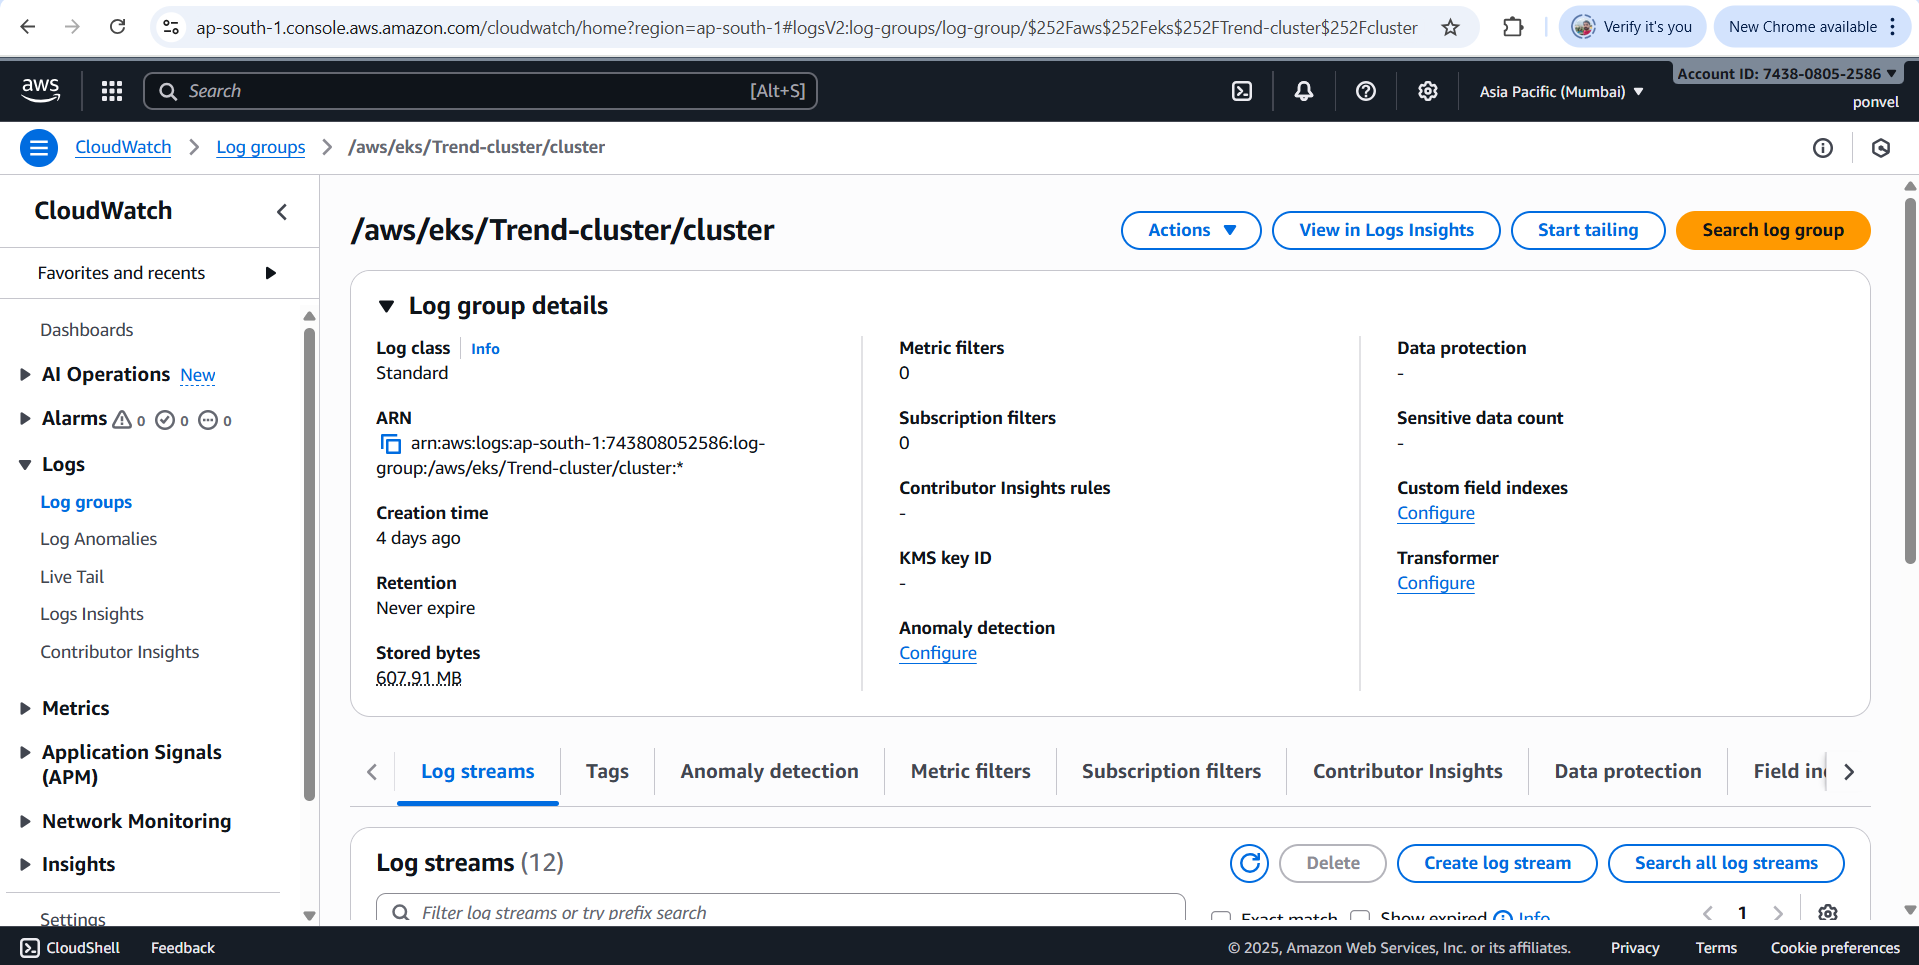 ap-south-1.console.aws.amazon.com/cloudwatch/home?region=ap-south-1#logsV2:log-groups/log-group/$252Faws$252Feks$252FTrend-cluster$252Fcluster
Verify it's you
New Chrome available
aws
Search
[Alt+S]
Asia Pacific (Mumbai)
Account ID: 7438-0805-2586
ponvel
CloudWatch
Log groups
/aws/eks/Trend-cluster/cluster
CloudWatch
Favorites and recents
Dashboards
AI Operations New
Alarms 0 0 0
Logs
Log groups
Log Anomalies
Live Tail
Logs Insights
Contributor Insights
Metrics
Application Signals
(APM)
Network Monitoring
Insights
Settings
/aws/eks/Trend-cluster/cluster
Actions
View in Logs Insights
Start tailing
Search log group
Log group details
Log class
Info
Standard
ARN
arn:aws:logs:ap-south-1:743808052586:log-
group:/aws/eks/Trend-cluster/cluster:*
Creation time
4 days ago
Retention
Never expire
Stored bytes
607.91 MB
Metric filters
0
Subscription filters
0
Contributor Insights rules
-
KMS key ID
-
Anomaly detection
Configure
Data protection
-
Sensitive data count
-
Custom field indexes
Configure
Transformer
Configure
Log streams
Tags
Anomaly detection
Metric filters
Subscription filters
Contributor Insights
Data protection
Field in
Log streams (12)
Delete
Create log stream
Search all log streams
Filter log streams or try prefix search
Exact match
Show expired
Info
1
CloudShell
Feedback
© 2025, Amazon Web Services, Inc. or its affiliates.
Privacy
Terms
Cookie preferences